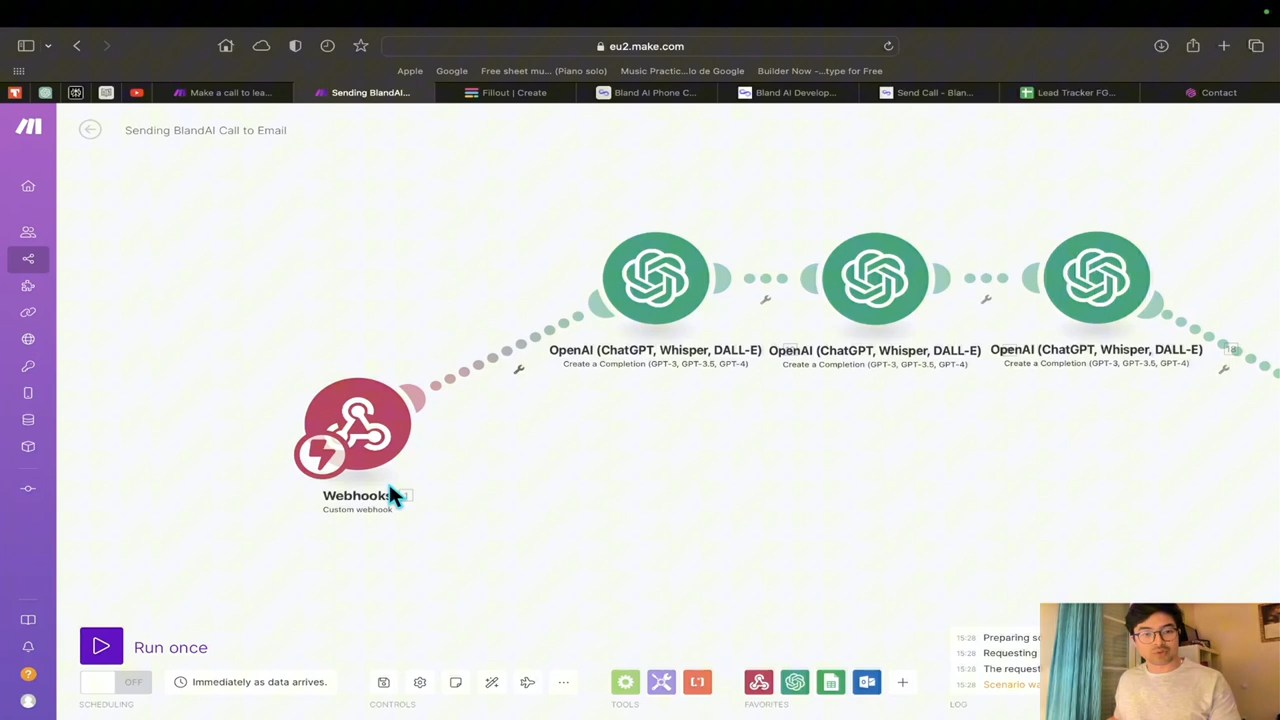 eu2.make.com
Apple
Google
Free sheet mu... (Piano solo)
Music Practic...lo de Google
Builder Now -...type for Free
Make a call to lea...
Sending BlandAI...
Fillout | Create
Bland AI Phone C...
Bland AI Develop...
Send Call - Blan...
Lead Tracker FG...
Contact
Sending BlandAI Call to Email
OpenAI (ChatGPT, Whisper, DALL-E)
Create a Completion (GPT-3, GPT-3.5, GPT-4)
OpenAI (ChatGPT, Whisper, DALL-E)
Create a Completion (GPT-3, GPT-3.5, GPT-4)
OpenAI (ChatGPT, Whisper, DALL-E)
Create a Completion (GPT-3, GPT-3.5, GPT-4)
Webhooks
Custom webhook
Run once
OFF
Immediately as data arrives.
SCHEDULING
CONTROLS
TOOLS
FAVORITES
LOG
15:28 Preparing
15:28 Requesting
15:28 The request
15:28 Scenario